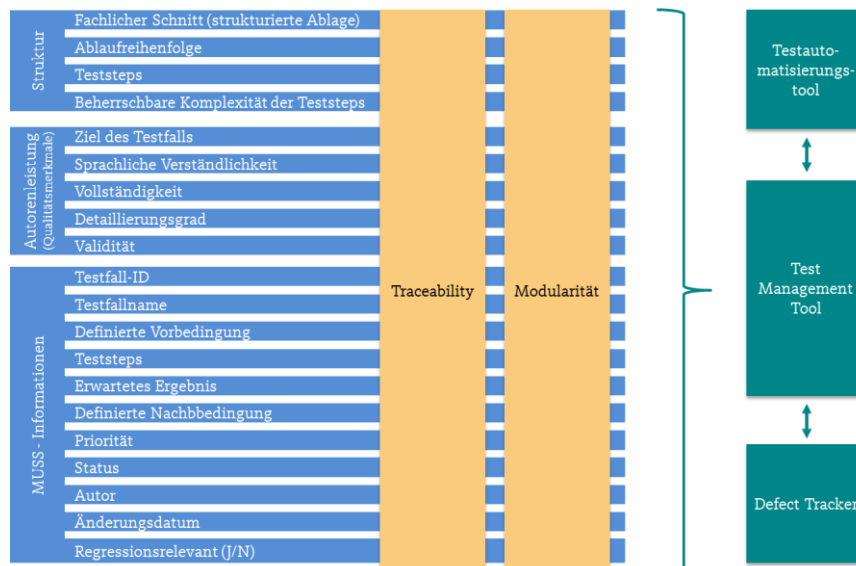 Struktur
Fachlicher Schnitt (strukturierte Ablage)
Ablaufreihenfolge
Teststeps
Beherrschbare Komplexität der Teststeps
Autorenleistung
(Qualitätsmerkmale)
Ziel des Testfalls
Sprachliche Verständlichkeit
Vollständigkeit
Detaillierungsgrad
Validität
MUSS - Informationen
Testfall-ID
Testfallname
Definierte Vorbedingung
Teststeps
Erwartetes Ergebnis
Definierte Nachbbedingung
Priorität
Status
Autor
Änderungsdatum
Regressionsrelevant (J/N)
Traceability
Modularität
Testauto-
matisierungs-
tool
Test
Management
Tool
Defect Tracker